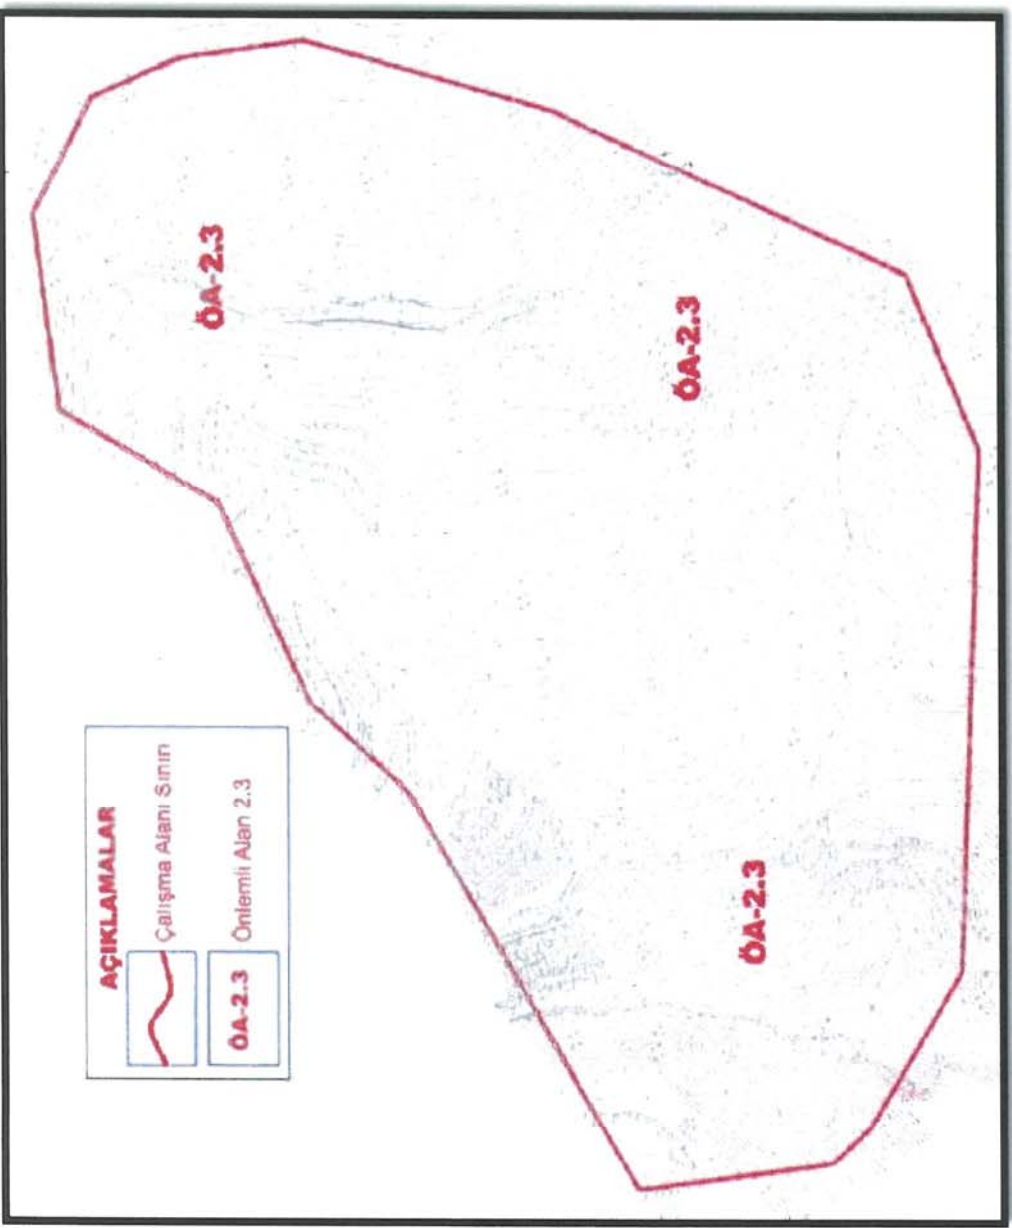 AÇIKLAMALAR
Çalışma Alanı Sınırı
ÖA-2.3 Önlemli Alan 2.3
ÖA-2.3
ÖA-2.3
ÖA-2.3